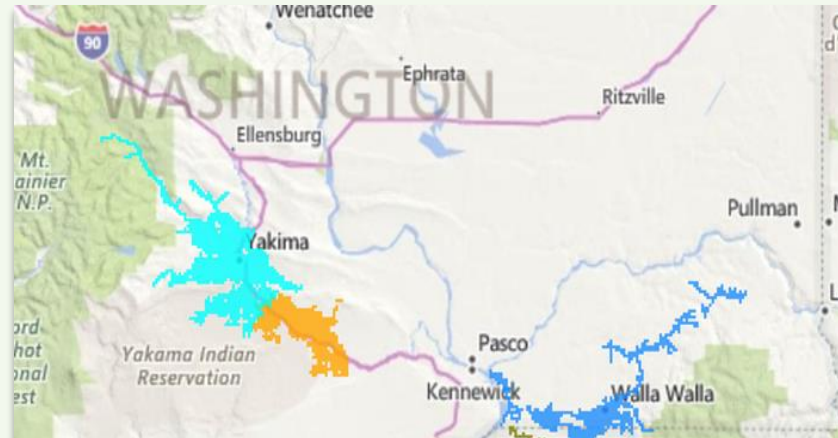 Wenatchee
90
Ephrata
WASHINGTON
Ritzville
Ellensburg
Mt.
ainier
N.P.
Pullman
Yakima
ord
hot
onal
est
Yakama Indian
Reservation
Pasco
Kennewick
Walla Walla